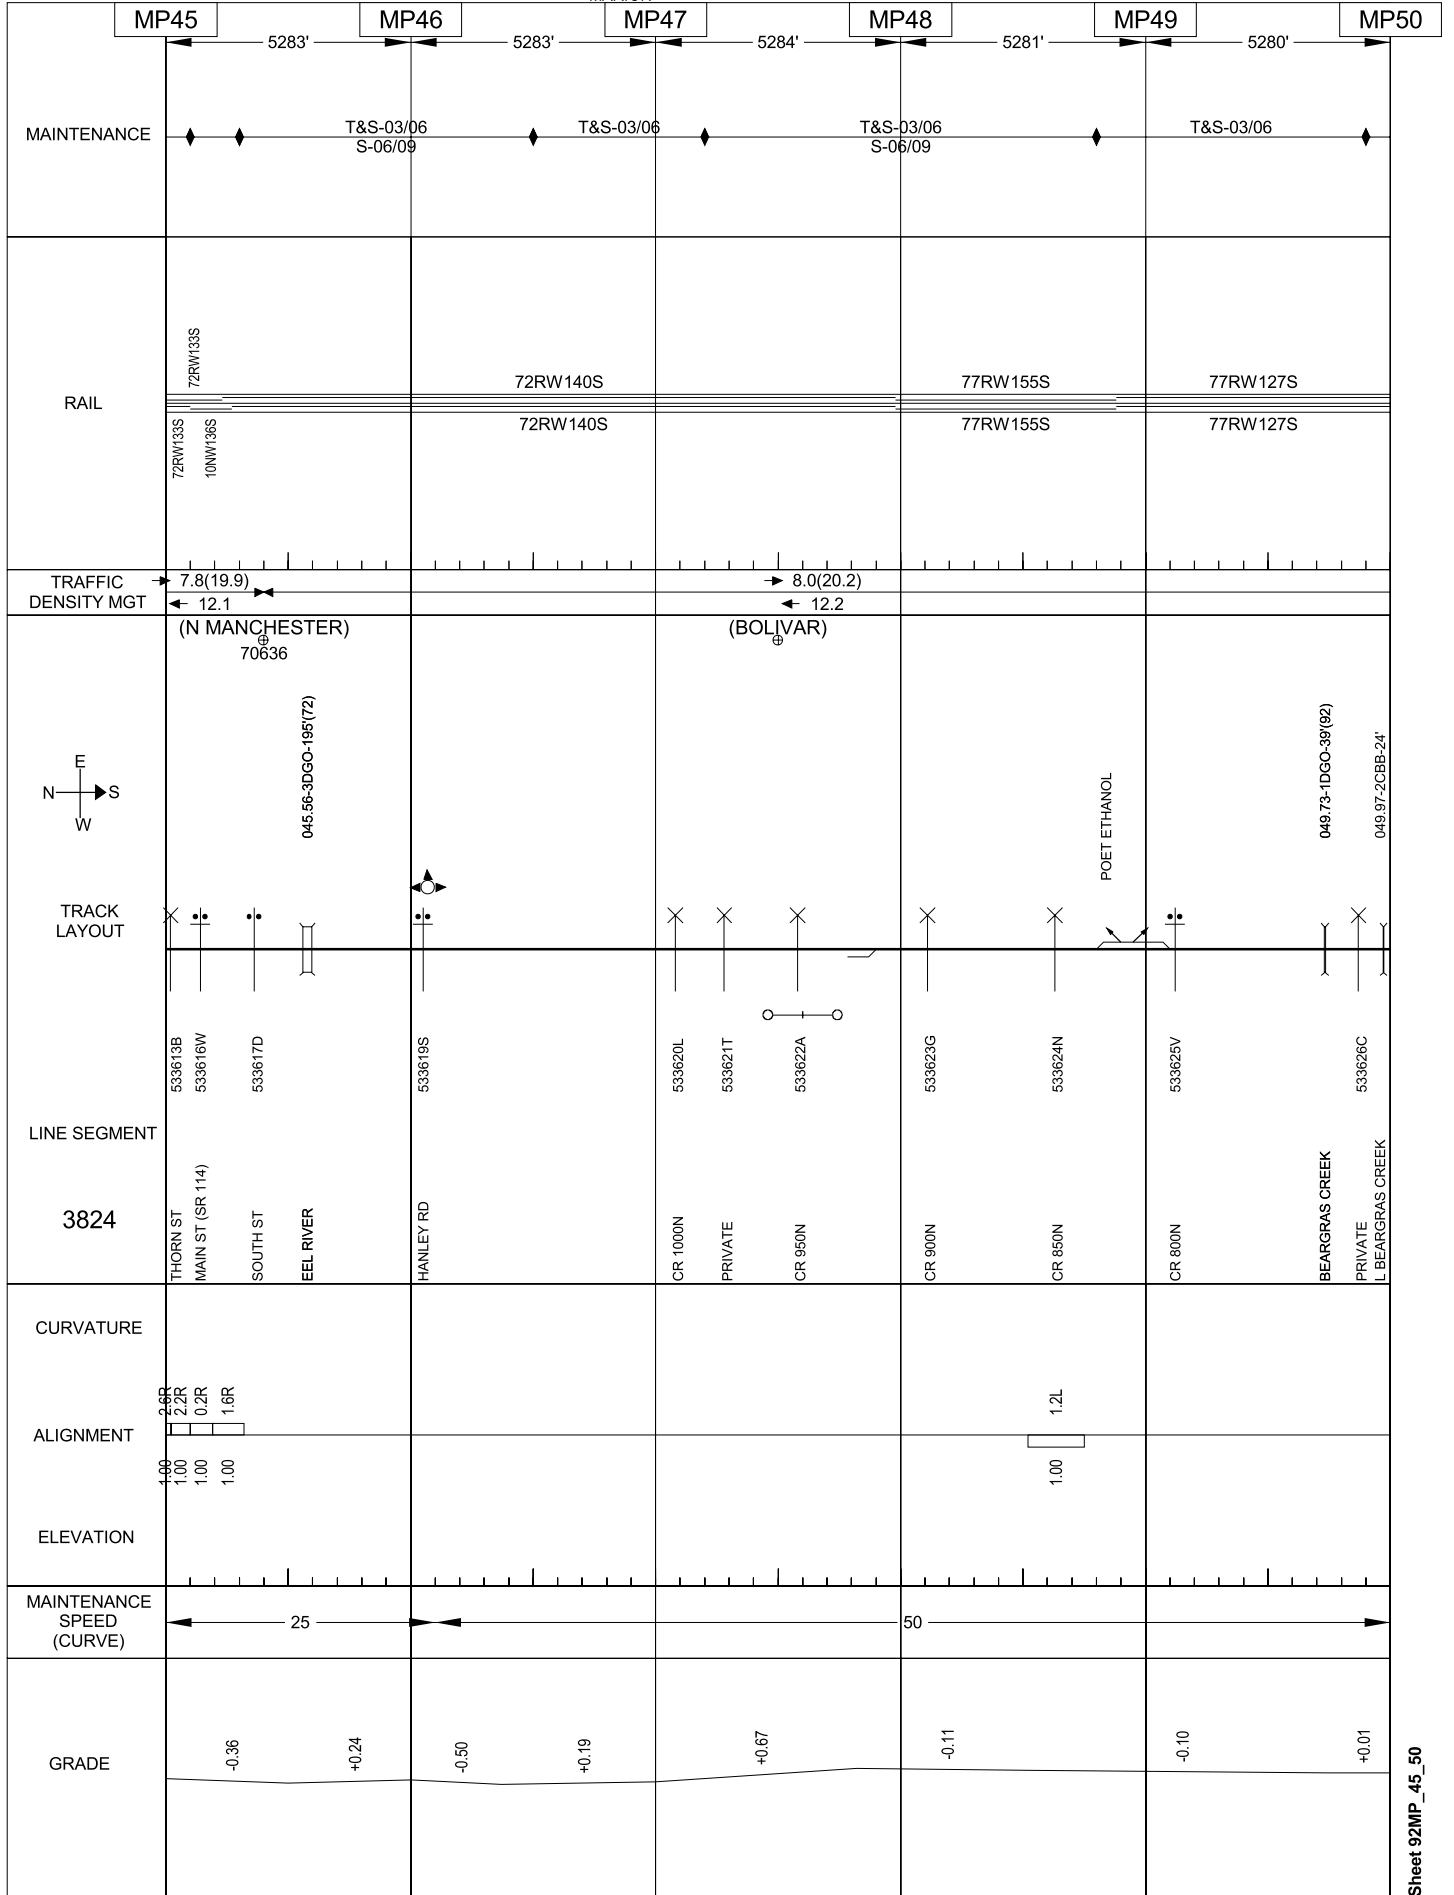 MP45 MP46 MP47 MP48 MP49 MP50
5283' 5283' 5284' 5281' 5280'
MAINTENANCE
T&S-03/06 T&S-03/06 T&S-03/06 T&S-03/06
S-06/09 S-06/09
72RW133S
72RW140S 77RW155S 77RW127S
RAIL
72RW140S 77RW155S 77RW127S
72RW133S 10NW136S
TRAFFIC
DENSITY MGT
7.8(19.9) 8.0(20.2)
12.1 12.2
(N MANCHESTER) (BOLIVAR)
70636
045.56-3DGO-195'(72)
049.73-1DGO-39'(92)
049.97-2CBB-24'
E
N S
W
POET ETHANOL
TRACK
LAYOUT
533613B
533616W
533617D
533619S
533620L
533621T
533622A
533623G
533624N
533625V
533626C
LINE SEGMENT
3824
THORN ST
MAIN ST (SR 114)
SOUTH ST
EEL RIVER
HANLEY RD
CR 1000N
PRIVATE
CR 950N
CR 900N
CR 850N
CR 800N
BEARGRAS CREEK
PRIVATE
L BEARGRAS CREEK
CURVATURE
2.6R 2.2R 0.2R 1.6R 1.2L
ALIGNMENT
1.00 1.00 1.00 1.00 1.00
ELEVATION
MAINTENANCE
SPEED
(CURVE)
25 50
GRADE
-0.36 +0.24 -0.50 +0.19 +0.67 -0.11 -0.10 +0.01
Sheet 92MP_45_50